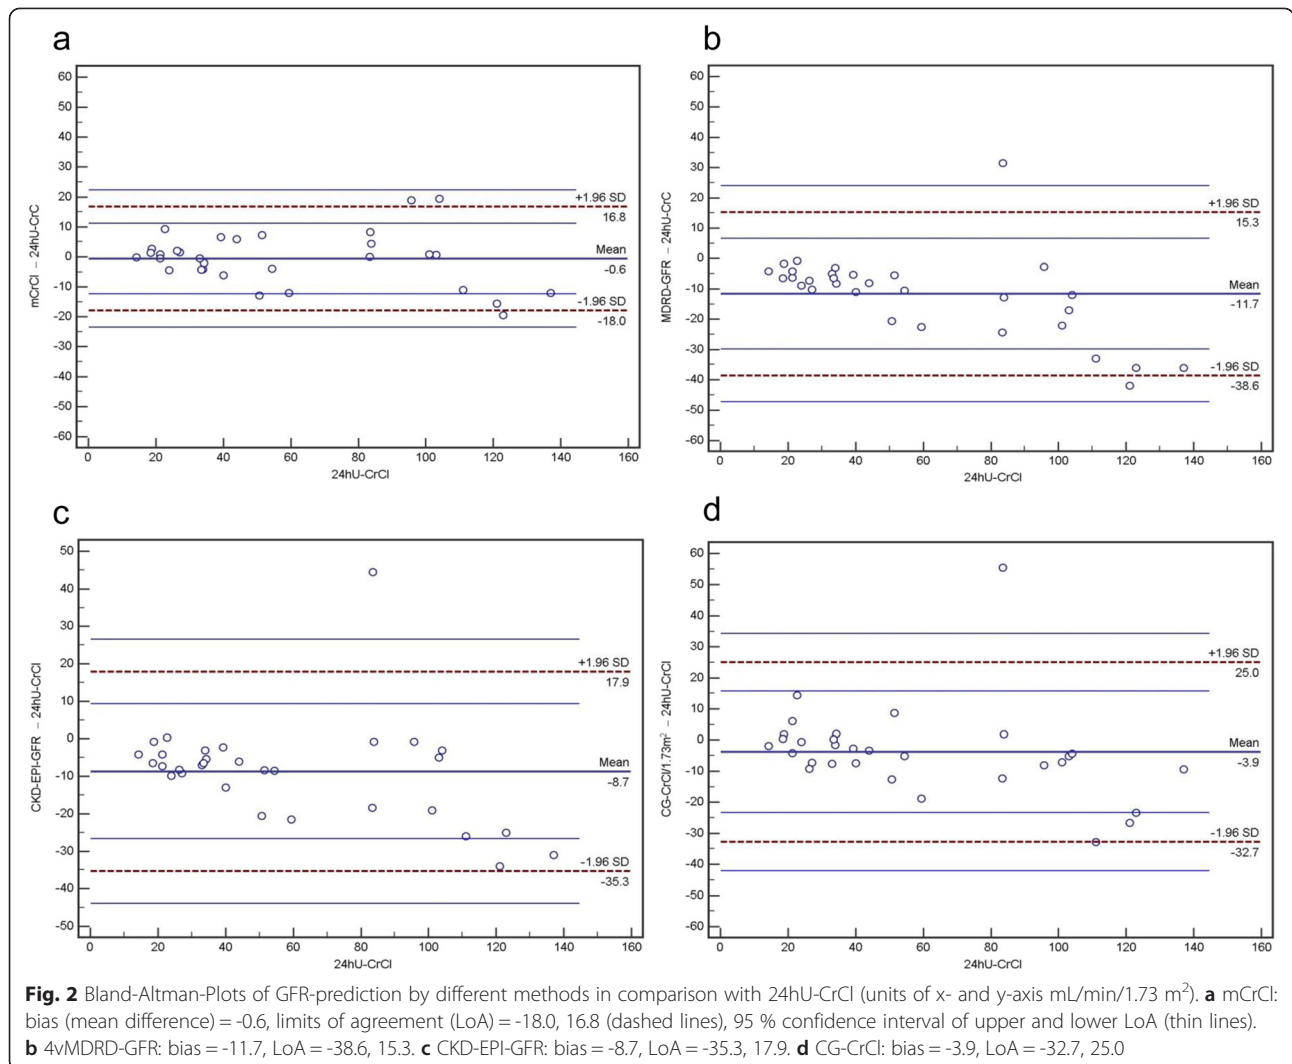 a
60
50
40
30
20
10
0
-10
-20
-30
-40
-50
-60
mCrCl – 24hU-CrC
+1.96 SD
16.8
Mean
-0.6
-1.96 SD
-18.0
0 20 40 60 80 100 120 140 160
24hU-CrCl
b
60
50
40
30
20
10
0
-10
-20
-30
-40
-50
-60
MDRD-GFR – 24hU-CrC
+1.96 SD
15.3
Mean
-11.7
-1.96 SD
-38.6
0 20 40 60 80 100 120 140 160
24hU-CrCl
c
50
40
30
20
10
0
-10
-20
-30
-40
-50
CKD-EPI-GFR – 24hU-CrCl
+1.96 SD
17.9
Mean
-8.7
-1.96 SD
-35.3
0 20 40 60 80 100 120 140 160
24hU-CrCl
d
60
50
40
30
20
10
0
-10
-20
-30
-40
-50
-60
CG-CrCl/1.73m² - 24hU-CrCl
+1.96 SD
25.0
Mean
-3.9
-1.96 SD
-32.7
0 20 40 60 80 100 120 140 160
24hU-CrCl
Fig. 2 Bland-Altman-Plots of GFR-prediction by different methods in comparison with 24hU-CrCl (units of x- and y-axis mL/min/1.73 m²). a mCrCl:
bias (mean difference) = -0.6, limits of agreement (LoA) = -18.0, 16.8 (dashed lines), 95 % confidence interval of upper and lower LoA (thin lines).
b 4vMDRD-GFR: bias = -11.7, LoA = -38.6, 15.3. c CKD-EPI-GFR: bias = -8.7, LoA = -35.3, 17.9. d CG-CrCl: bias = -3.9, LoA = -32.7, 25.0